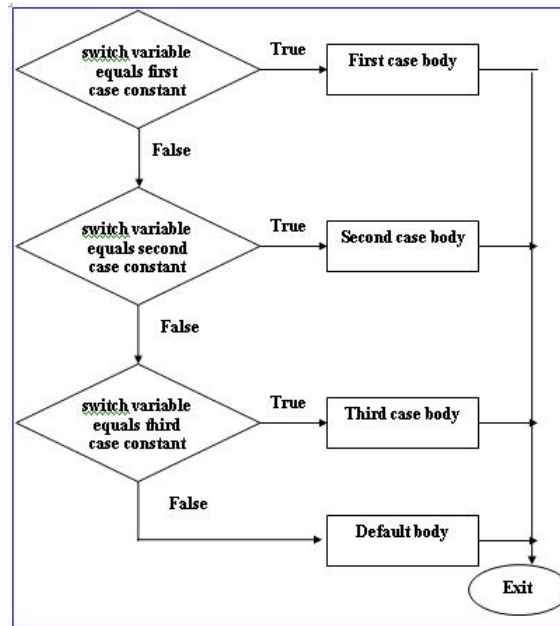 switch variable
equals first
case constant
True
First case body
False
switch variable
equals second
case constant
True
Second case body
False
switch variable
equals third
case constant
True
Third case body
False
Default body
Exit